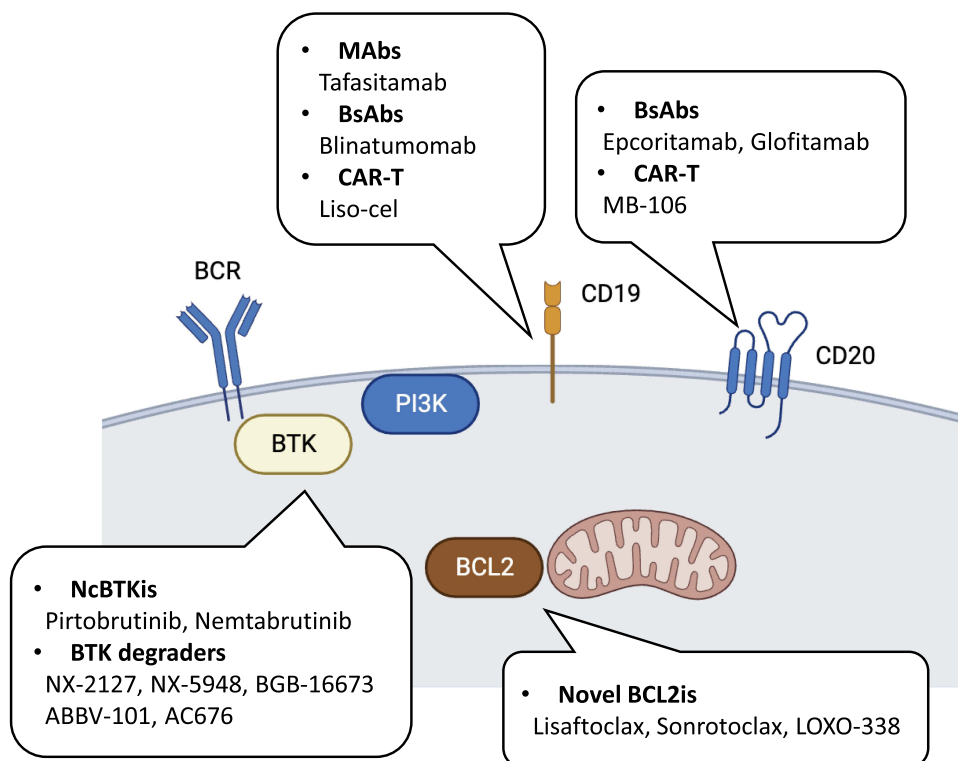 • MAbs
Tafasitamab
• BsAbs
Blinatumomab
• CAR-T
Liso-cel
• BsAbs
Epcoritamab, Glofitamab
• CAR-T
MB-106
BCR
CD19
CD20
PI3K
BTK
BCL2
• NcBTKis
Pirtobrutinib, Nemtabrutinib
• BTK degraders
NX-2127, NX-5948, BGB-16673
ABBV-101, AC676
• Novel BCL2is
Lisaftoclax, Sonrotoclax, LOXO-338